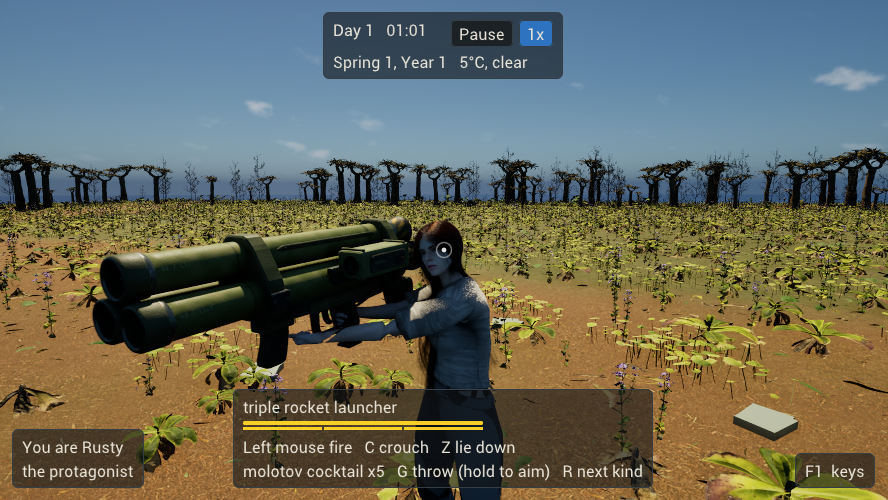 Day 1 01:01 Pause 1x
Spring 1, Year 1 5°C, clear
triple rocket launcher
Left mouse fire C crouch Z lie down
molotov cocktail x5 G throw (hold to aim) R next kind
You are Rusty
the protagonist
F1 keys